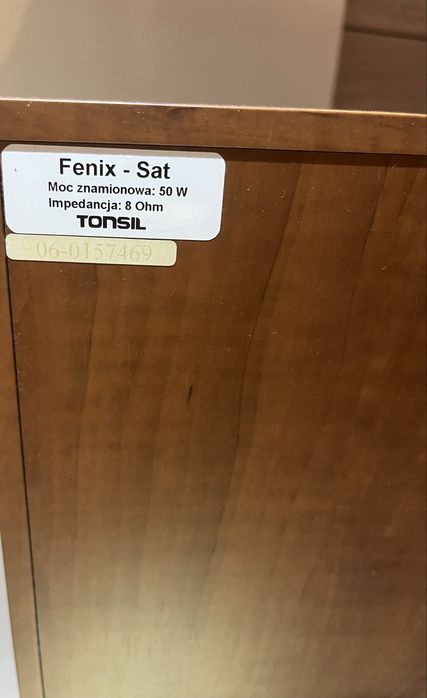 Fenix - Sat
Moc znamionowa: 50 W
Impedancja: 8 Ohm
TONSIL
06-0157469